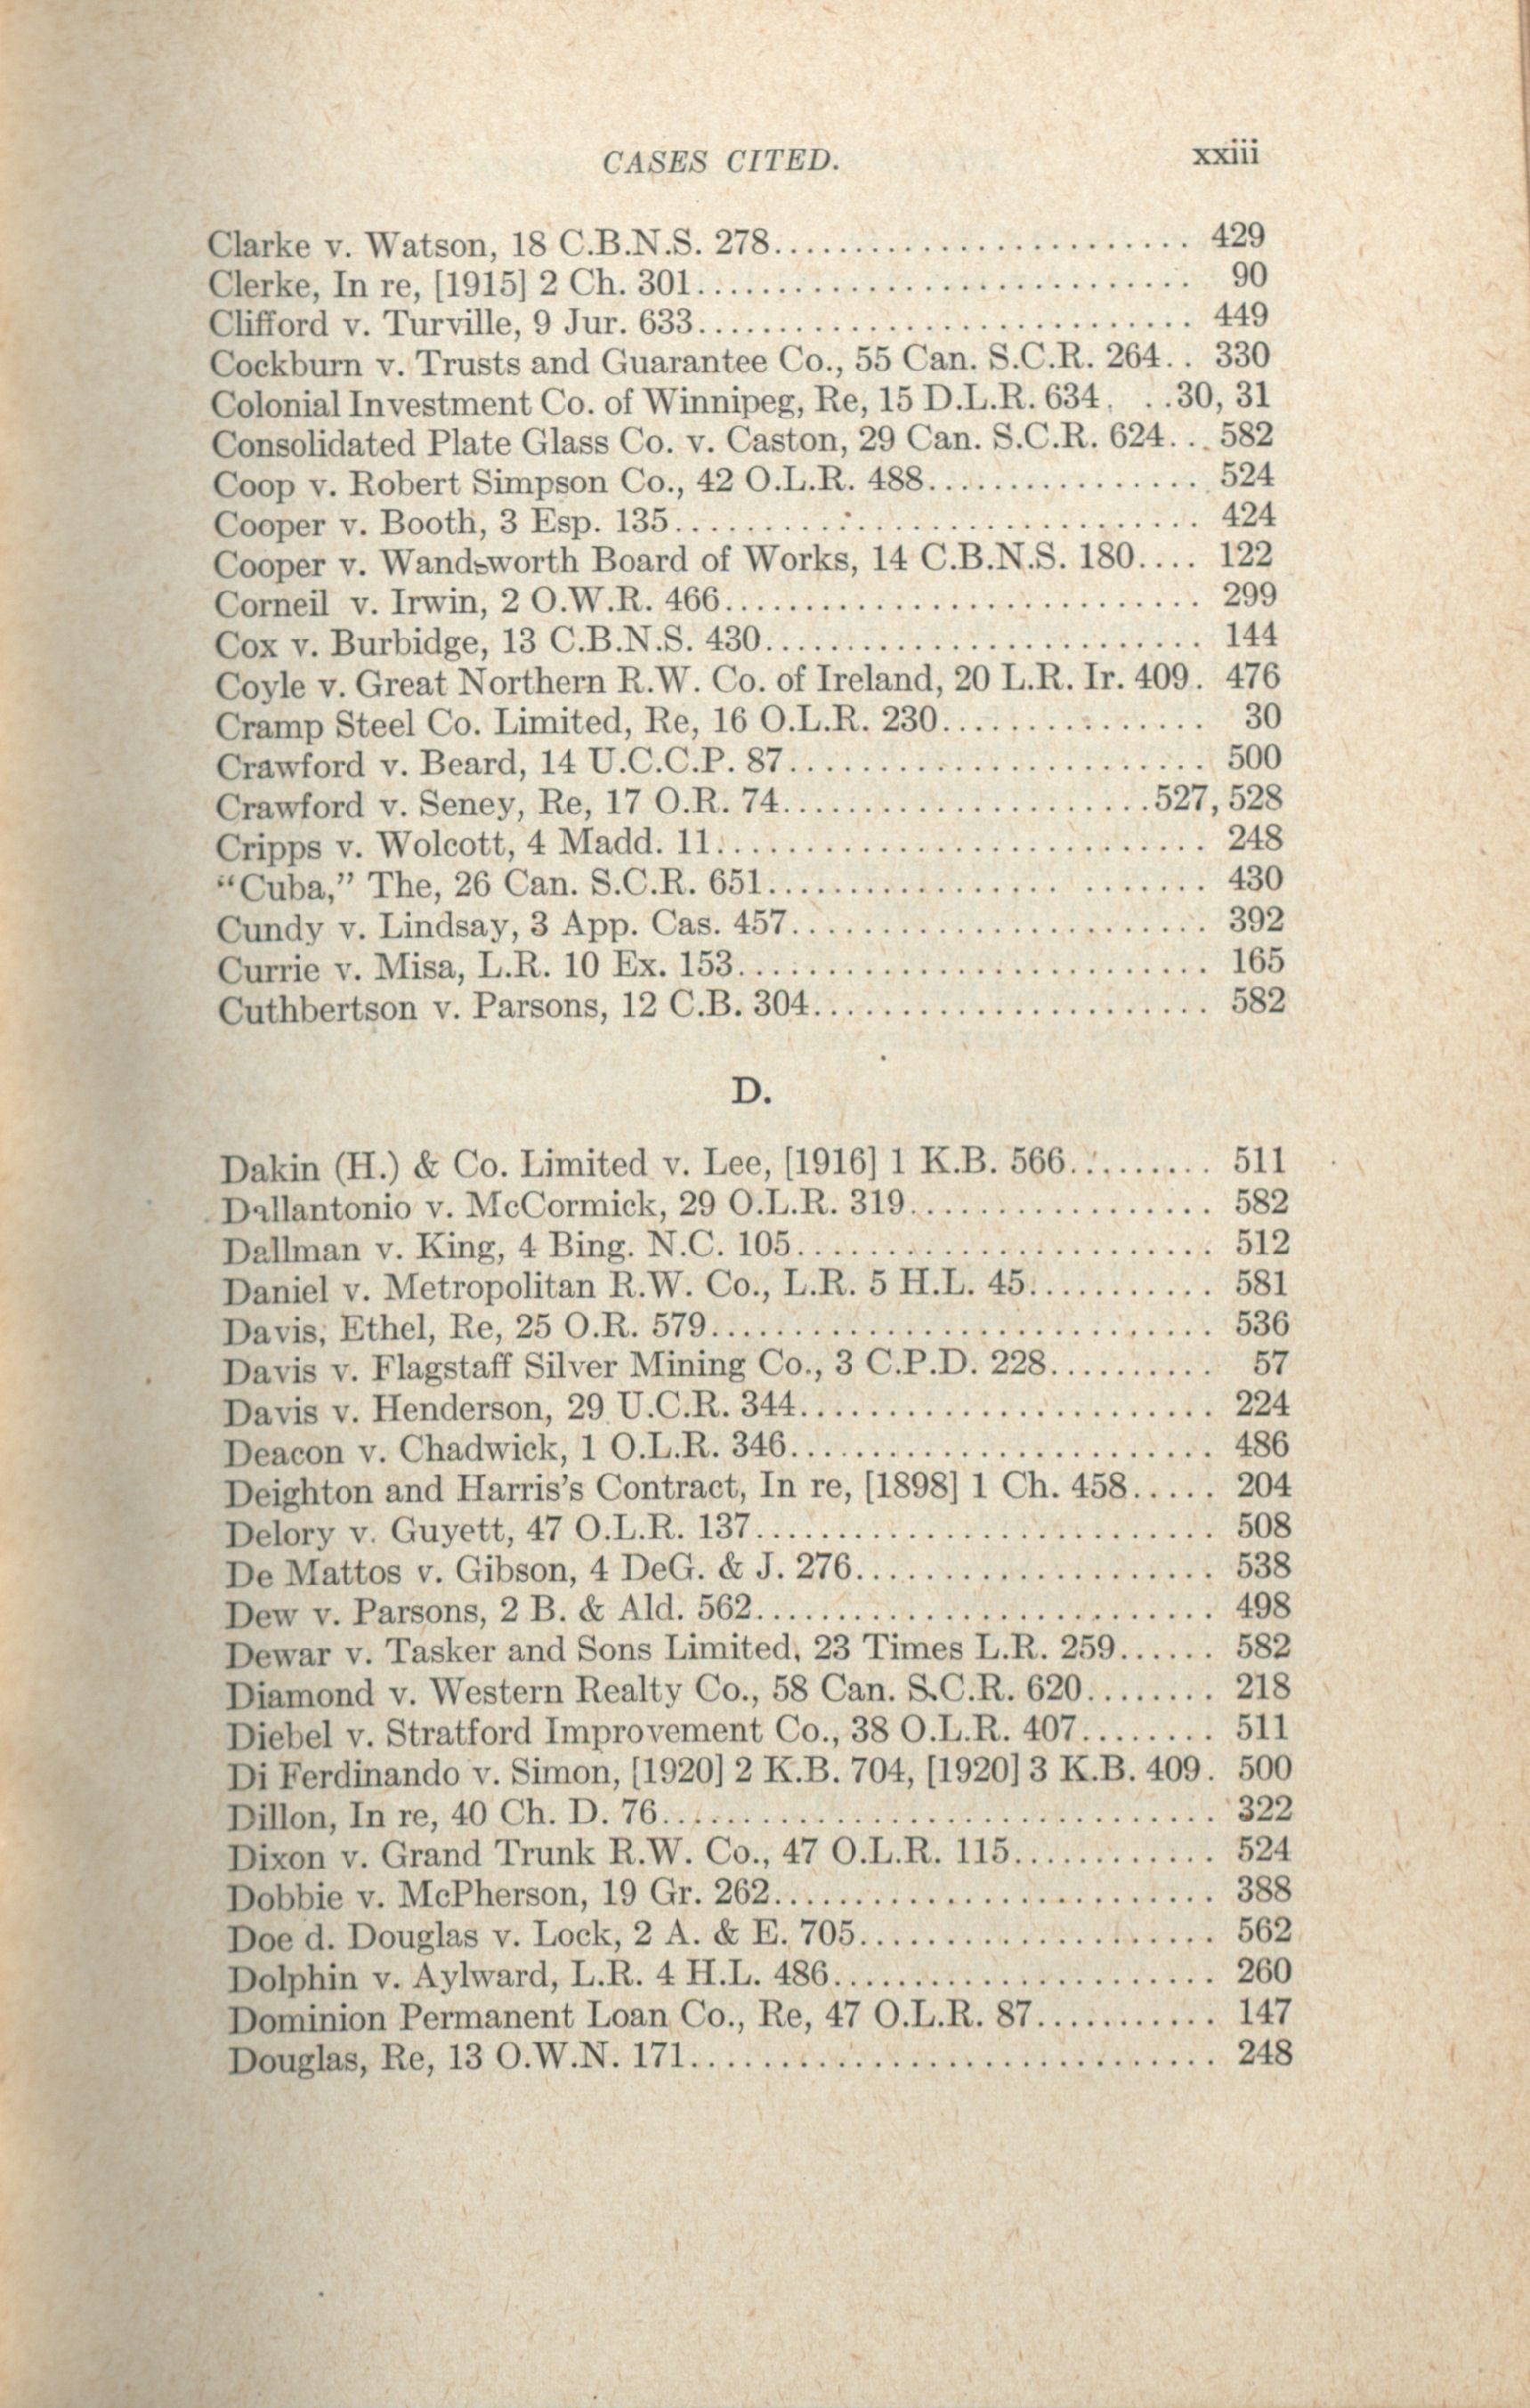 CASES CITED. xxiii
Clarke v. Watson, 18 C.B.N.S. 278........................ 429
Clerke, In re, [1915] 2 Ch. 301............................ 90
Clifford v. Turville, 9 Jur. 633............................ 449
Cockburn v. Trusts and Guarantee Co., 55 Can. S.C.R. 264.. 330
Colonial Investment Co. of Winnipeg, Re, 15 D.L.R. 634. ..30, 31
Consolidated Plate Glass Co. v. Caston, 29 Can. S.C.R. 624... 582
Coop v. Robert Simpson Co., 42 O.L.R. 488................ 524
Cooper v. Booth, 3 Esp. 135.............................. 424
Cooper v. Wandsworth Board of Works, 14 C.B.N.S. 180.... 122
Corneil v. Irwin, 2 O.W.R. 466........................... 299
Cox v. Burbidge, 13 C.B.N.S. 430......................... 144
Coyle v. Great Northern R.W. Co. of Ireland, 20 L.R. Ir. 409. 476
Cramp Steel Co. Limited, Re, 16 O.L.R. 230............... 30
Crawford v. Beard, 14 U.C.C.P. 87........................ 500
Crawford v. Seney, Re, 17 O.R. 74.....................527, 528
Cripps v. Wolcott, 4 Madd. 11............................ 248
“Cuba,” The, 26 Can. S.C.R. 651................ ....... 430
Cundy v. Lindsay, 3 App. Cas. 457........................ 392
Currie v. Misa, L.R. 10 Ex. 153........................... 165
Cuthbertson v. Parsons, 12 C.B. 304....................... 582
D.
Dakin (H.) & Co. Limited v. Lee, [1916] 1 K.B. 566......... 511
Dallantonio v. McCormick, 29 O.L.R. 319................. 582
Dallman v. King, 4 Bing. N.C. 105........................ 512
Daniel v. Metropolitan R.W. Co., L.R. 5 H.L. 45........... 581
Davis, Ethel, Re, 25 O.R. 579............................. 536
Davis v. Flagstaff Silver Mining Co., 3 C.P.D. 228.......... 57
Davis v. Henderson, 29 U.C.R. 344........................ 224
Deacon v. Chadwick, 1 O.L.R. 346........................ 486
Deighton and Harris's Contract, In re, [1898] 1 Ch. 458..... 204
Delory v. Guyett, 47 O.L.R. 137.......................... 508
De Mattos v. Gibson, 4 DeG. & J. 276.................... 538
Dew v. Parsons, 2 B. & Ald. 562.......................... 498
Dewar v. Tasker and Sons Limited, 23 Times L.R. 259...... 582
Diamond v. Western Realty Co., 58 Can. S.C.R. 620........ 218
Diebel v. Stratford Improvement Co., 38 O.L.R. 407........ 511
Di Ferdinando v. Simon, [1920] 2 K.B. 704, [1920] 3 K.B. 409. 500
Dillon, In re, 40 Ch. D. 76................................ 322
Dixon v. Grand Trunk R.W. Co., 47 O.L.R. 115............ 524
Dobbie v. McPherson, 19 Gr. 262......................... 388
Doe d. Douglas v. Lock, 2 A. & E. 705.................... 562
Dolphin v. Aylward, L.R. 4 H.L. 486...................... 260
Dominion Permanent Loan Co., Re, 47 O.L.R. 87........... 147
Douglas, Re, 13 O.W.N. 171.............................. 248